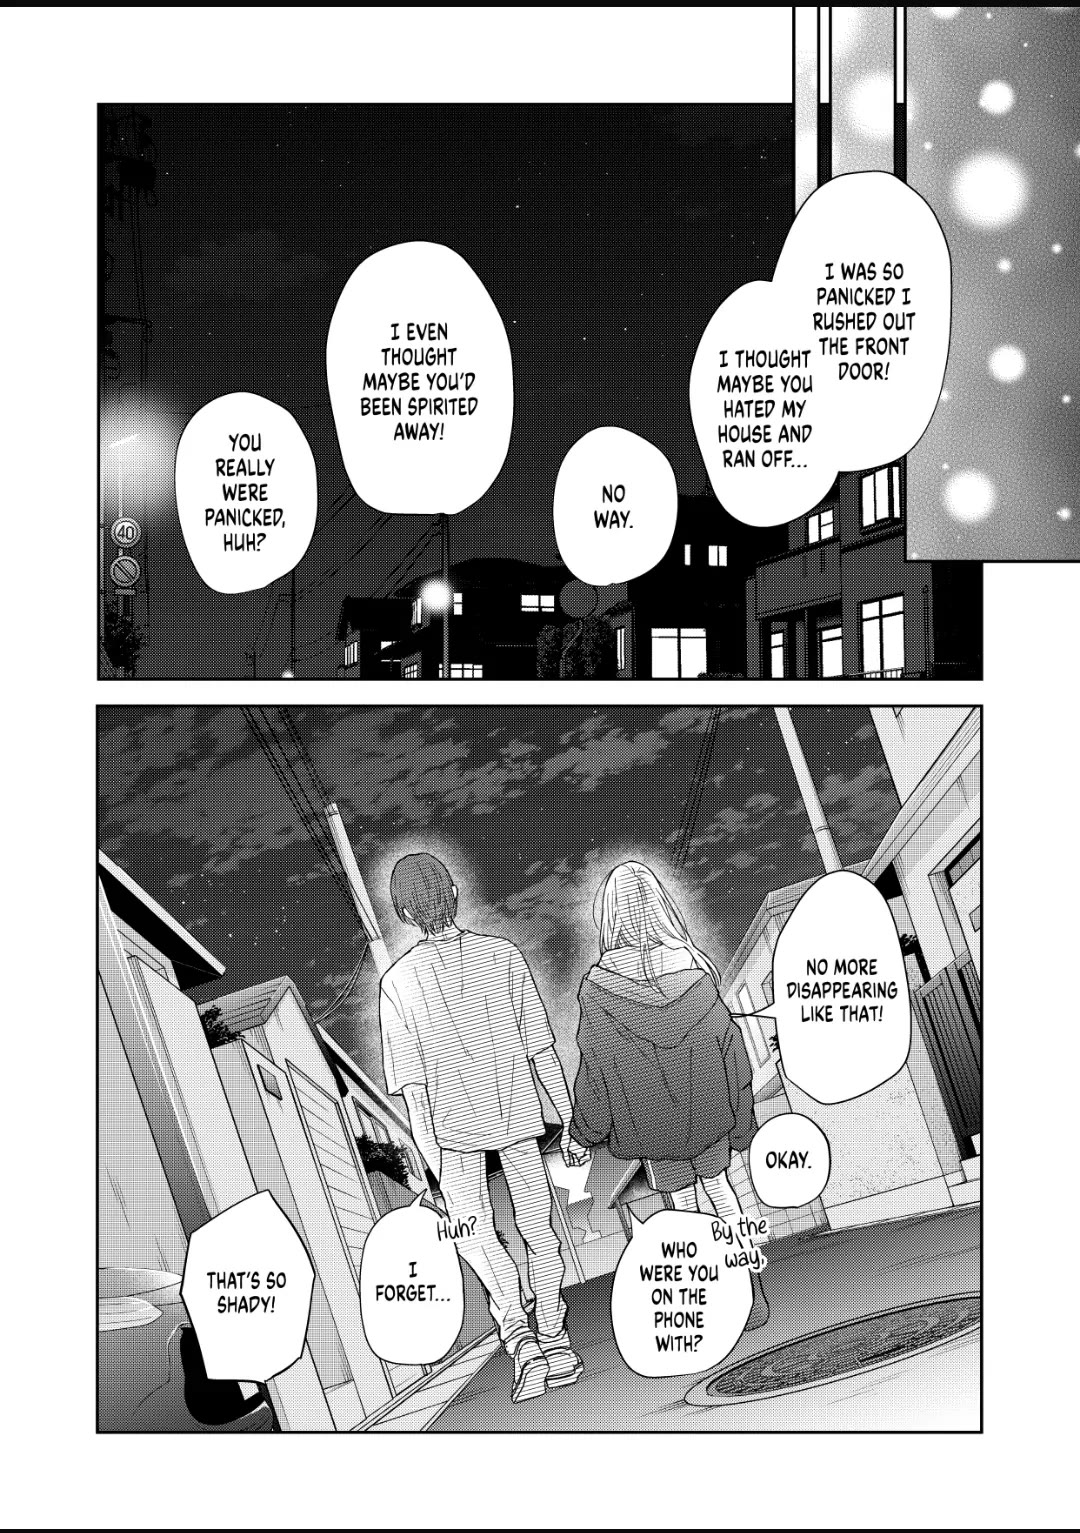 I WAS SO
PANICKED I
RUSHED OUT
THE FRONT
DOOR!
I THOUGHT
MAYBE YOU
HATED MY
HOUSE AND
RAN OFF...
NO
WAY.
I EVEN
THOUGHT
MAYBE YOU'D
BEEN SPIRITED
AWAY!
YOU
REALLY
WERE
PANICKED,
HUH?
40
NO MORE
DISAPPEARING
LIKE THAT!
OKAY.
By the
way,
WHO
WERE YOU
ON THE
PHONE
WITH?
Huh?
I
FORGET...
THAT'S SO
SHADY!